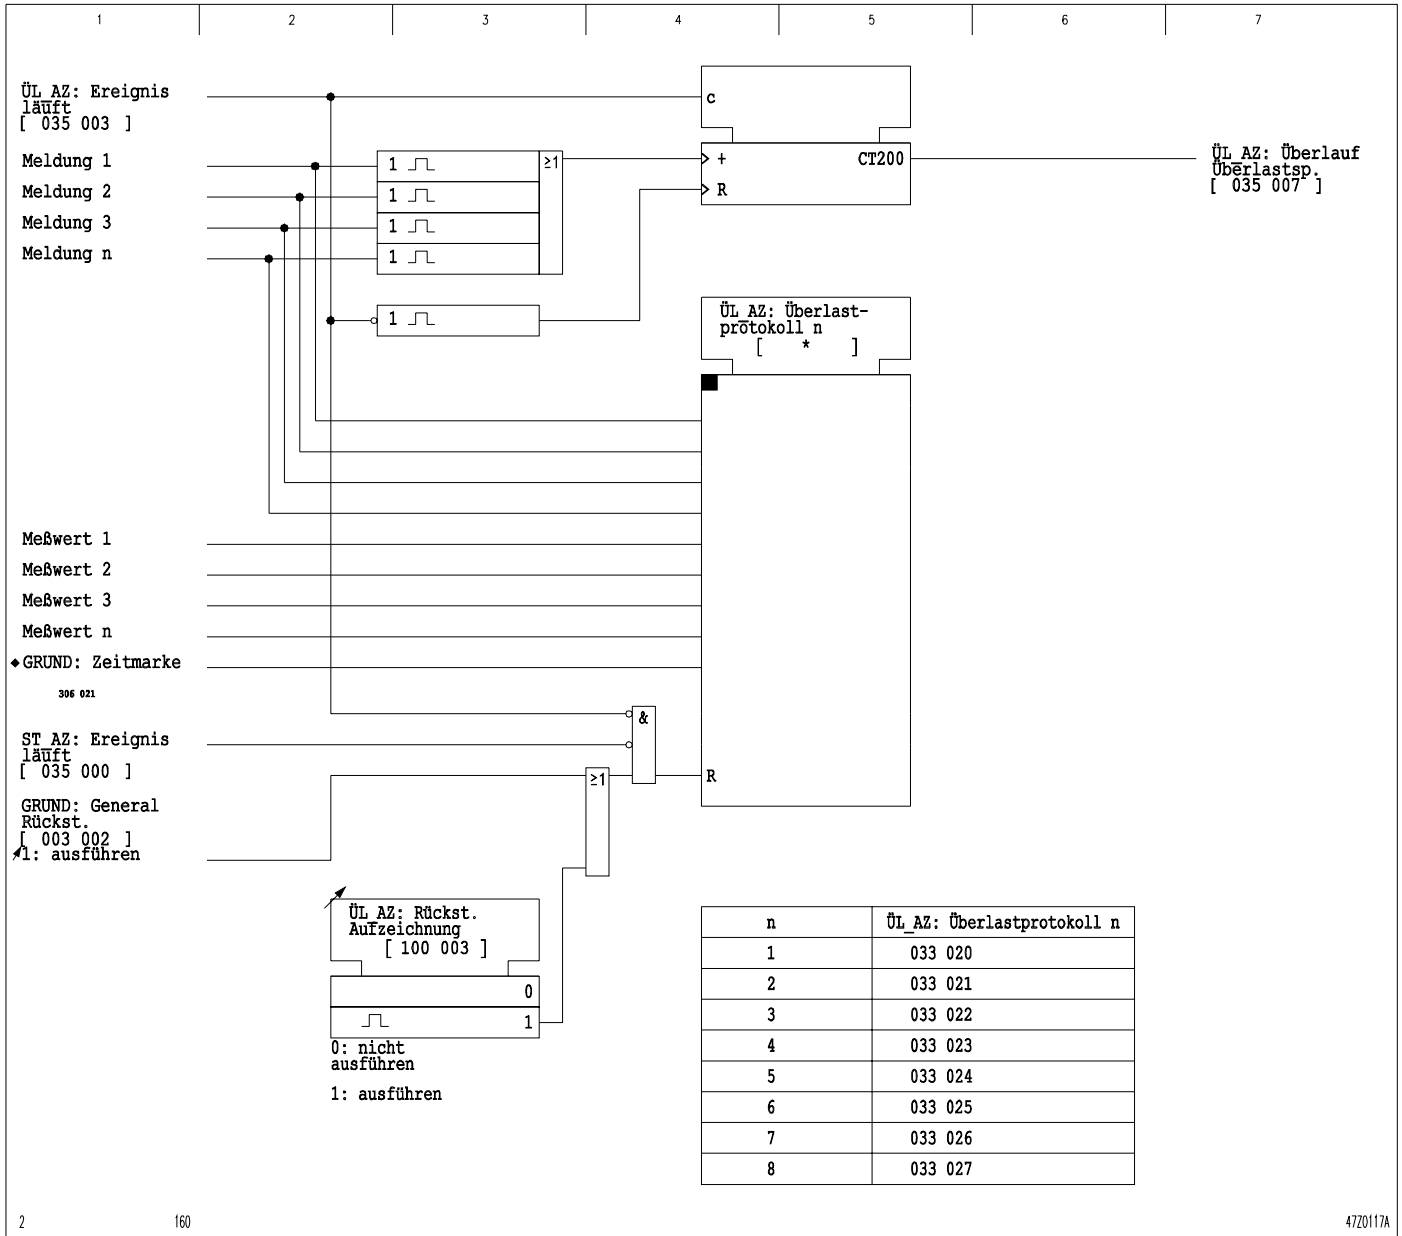 1 2 3 4 5 6 7
ÜL_AZ: Ereignis
läuft
[ 035 003 ]
c
Meldung 1
1
≥1
+
CT200
ÜL_AZ: Überlauf
Überlastsp.
[ 035 007 ]
Meldung 2
1
R
Meldung 3
1
Meldung n
1
1
ÜL_AZ: Überlast-
protokoll n
[ * ]
Meßwert 1
Meßwert 2
Meßwert 3
Meßwert n
GRUND: Zeitmarke
306 021
&
ST_AZ: Ereignis
läuft
[ 035 000 ]
≥1
R
GRUND: General
Rückst.
[ 003 002 ]
1: ausführen
ÜL_AZ: Rückst.
Aufzeichnung
[ 100 003 ]
0
1
0: nicht
ausführen
1: ausführen
n ÜL_AZ: Überlastprotokoll n
1 033 020
2 033 021
3 033 022
4 033 023
5 033 024
6 033 025
7 033 026
8 033 027
2 160 47Z0117A